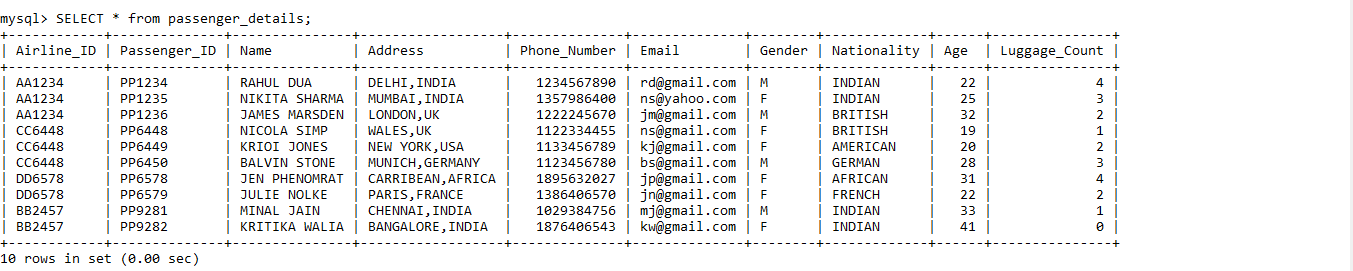 mysql> SELECT * from passenger_details;
+------------+--------------+---------------+------------------+--------------+--------------+--------+-------------+------+---------------+
| Airline_ID | Passenger_ID | Name          | Address          | Phone_Number | Email        | Gender | Nationality | Age  | Luggage_Count |
+------------+--------------+---------------+------------------+--------------+--------------+--------+-------------+------+---------------+
| AA1234     | PP1234       | RAHUL DUA     | DELHI,INDIA      |   1234567890 | rd@gmail.com | M      | INDIAN      |   22 |             4 |
| AA1234     | PP1235       | NIKITA SHARMA | MUMBAI,INDIA     |   1357986400 | ns@yahoo.com | F      | INDIAN      |   25 |             3 |
| AA1234     | PP1236       | JAMES MARSDEN | LONDON,UK        |   1222245670 | jm@gmail.com | M      | BRITISH     |   32 |             2 |
| CC6448     | PP6448       | NICOLA SIMP   | WALES,UK         |   1122334455 | ns@gmail.com | F      | BRITISH     |   19 |             1 |
| CC6448     | PP6449       | KRIOI JONES   | NEW YORK,USA     |   1133456789 | kj@gmail.com | F      | AMERICAN    |   20 |             2 |
| CC6448     | PP6450       | BALVIN STONE  | MUNICH,GERMANY   |   1123456780 | bs@gmail.com | M      | GERMAN      |   28 |             3 |
| DD6578     | PP6578       | JEN PHENOMRAT | CARRIBEAN,AFRICA |   1895632027 | jp@gmail.com | F      | AFRICAN     |   31 |             4 |
| DD6578     | PP6579       | JULIE NOLKE   | PARIS,FRANCE     |   1386406570 | jn@gmail.com | F      | FRENCH      |   22 |             2 |
| BB2457     | PP9281       | MINAL JAIN    | CHENNAI,INDIA    |   1029384756 | mj@gmail.com | M      | INDIAN      |   33 |             1 |
| BB2457     | PP9282       | KRITIKA WALIA | BANGALORE,INDIA  |   1876406543 | kw@gmail.com | F      | INDIAN      |   41 |             0 |
+------------+--------------+---------------+------------------+--------------+--------------+--------+-------------+------+---------------+
10 rows in set (0.00 sec)